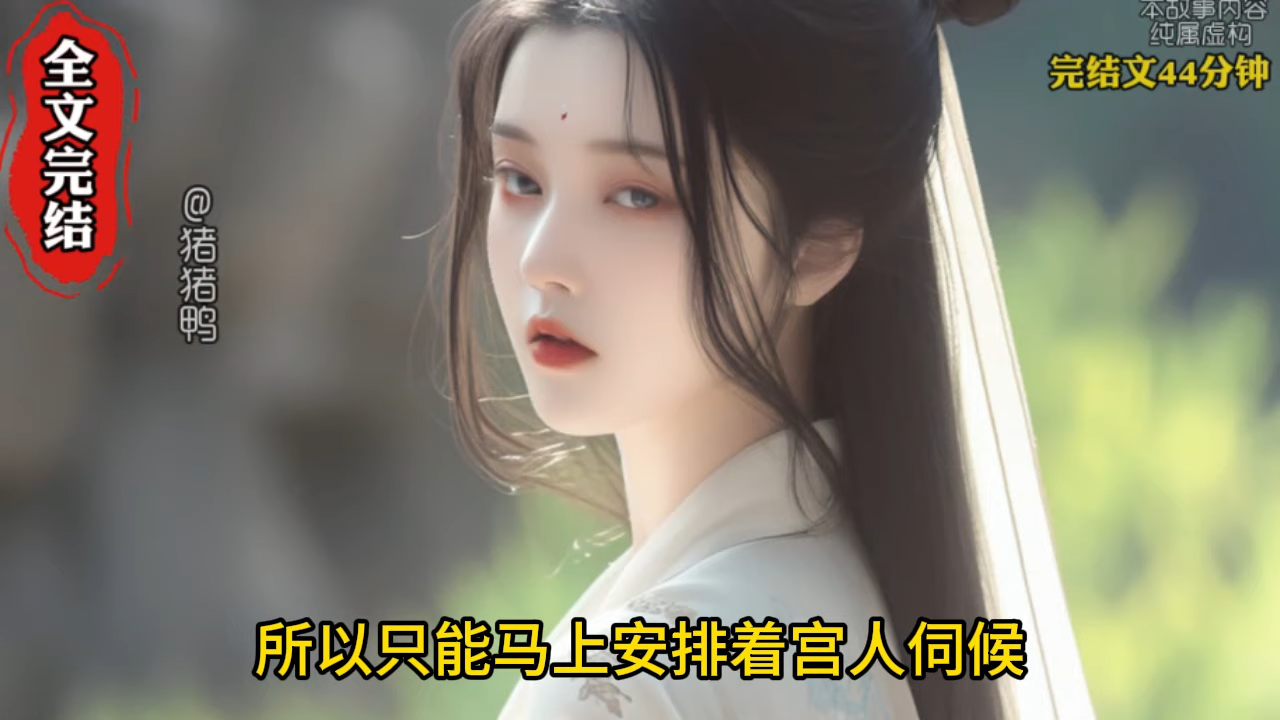 全文完结
@猪猪鸭
本故事内容
纯属虚构
完结文44分钟
所以只能马上安排着宫人伺候